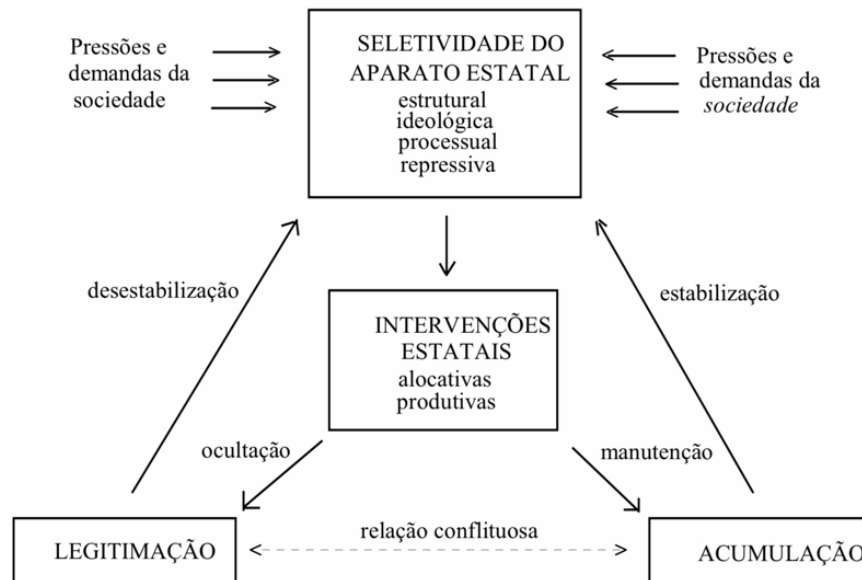 Pressões e
demandas da
sociedade
SELETIVIDADE DO
APARATO ESTATAL
estrutural
ideológica
processual
repressiva
Pressões e
demandas da
sociedade
desestabilização
estabilização
INTERVENÇÕES
ESTATAIS
alocativas
produtivas
ocultação
manutenção
relação conflituosa
LEGITIMAÇÃO
ACUMULAÇÃO